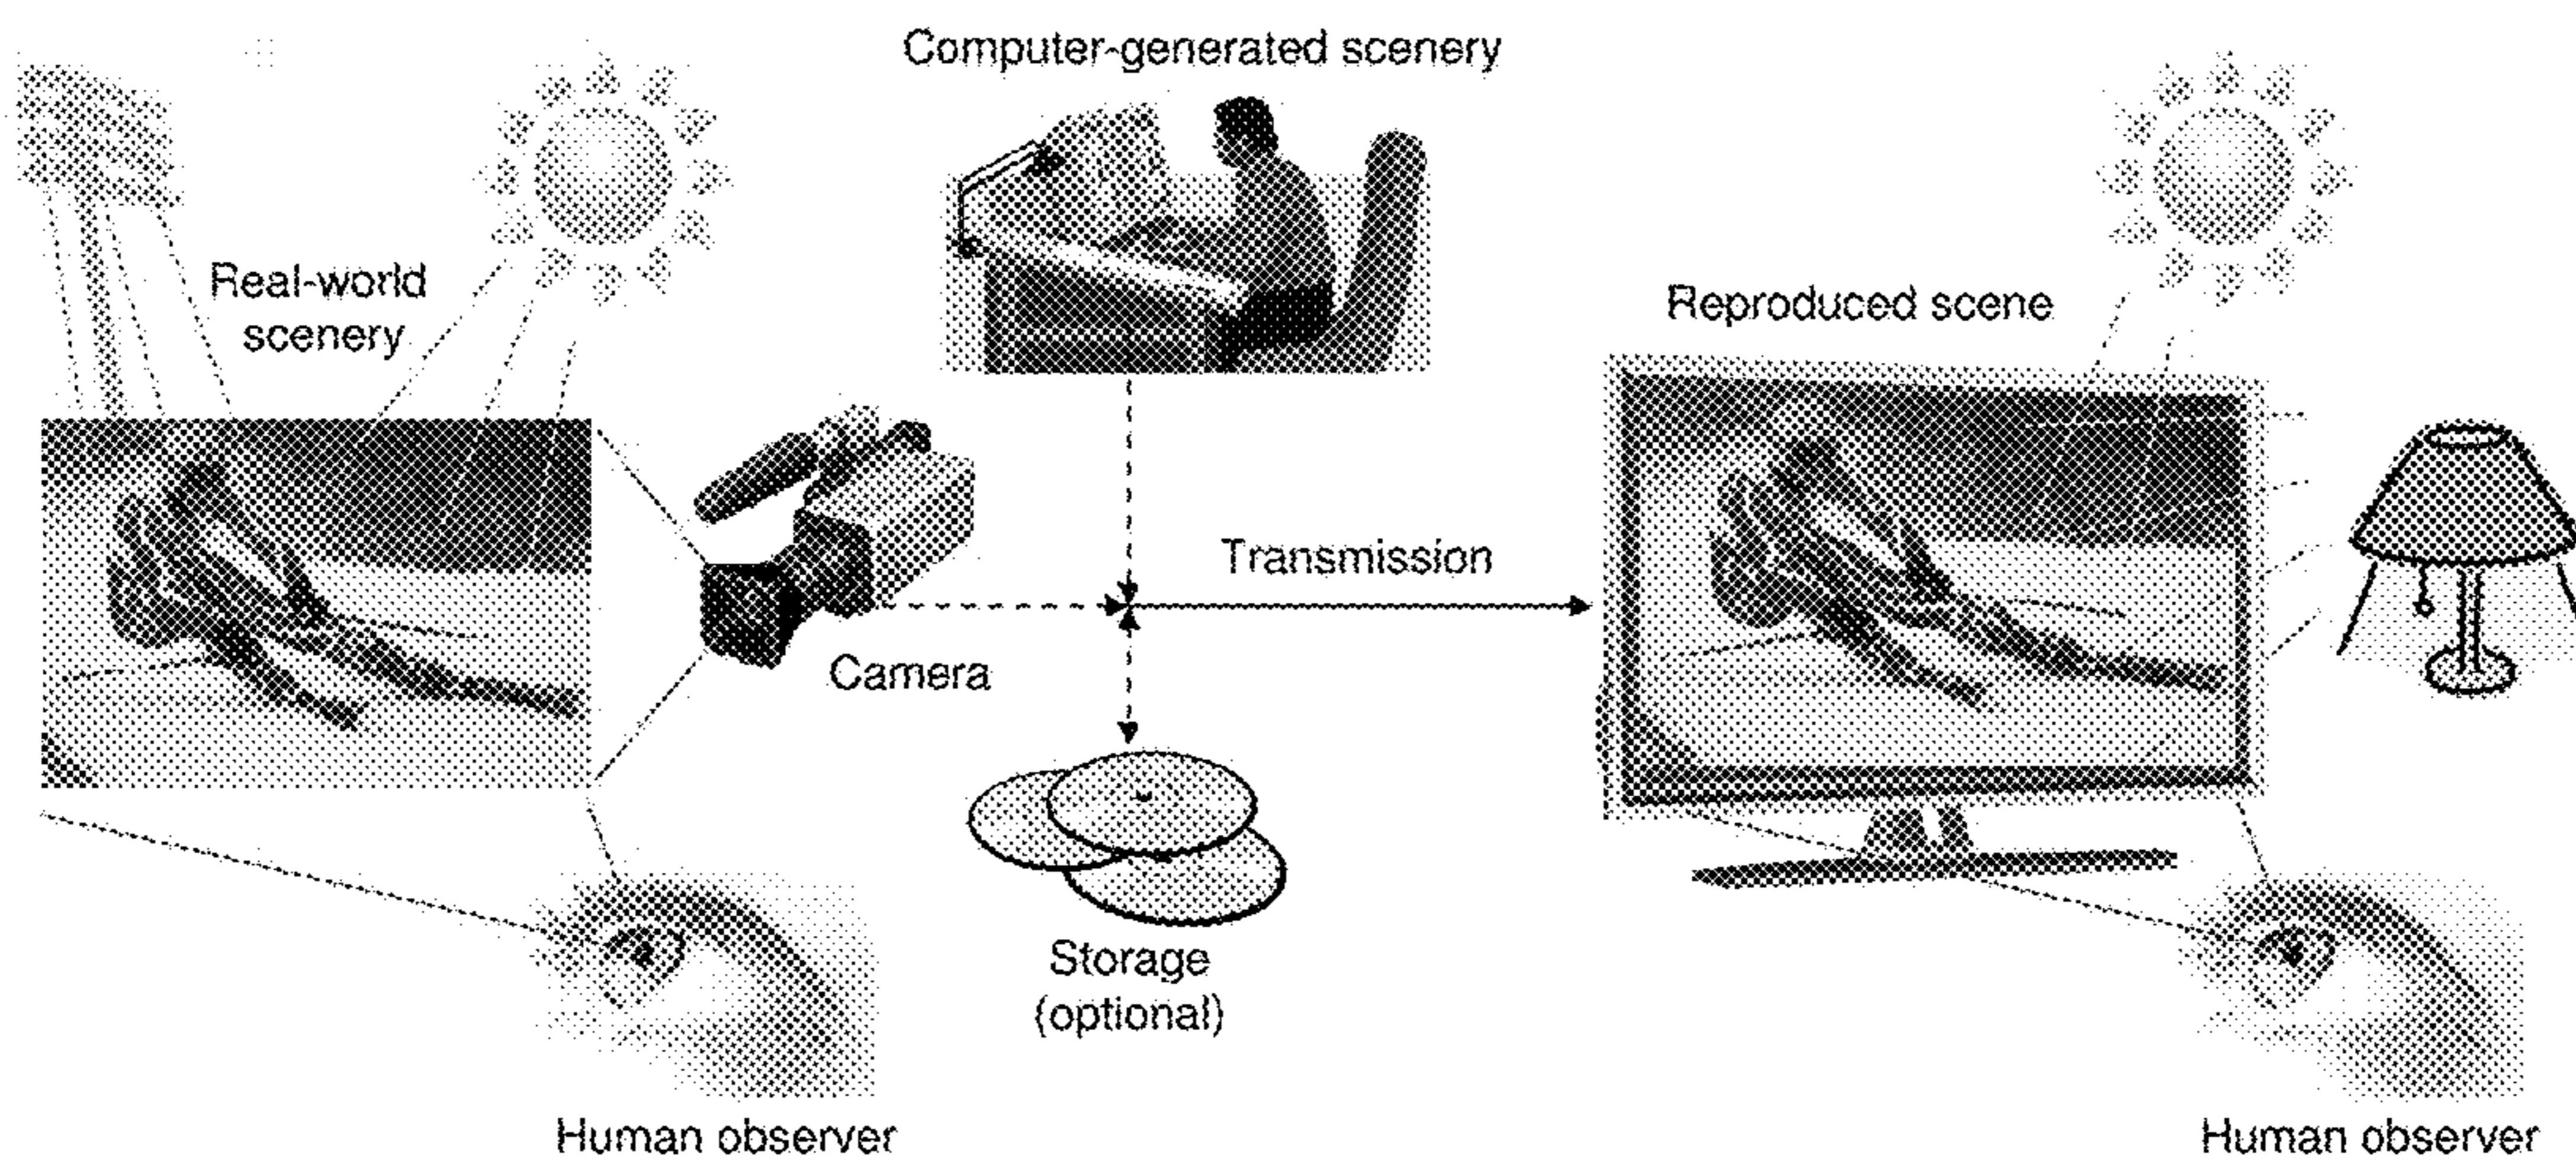 Computer-generated scenery
Real-world
scenery
Reproduced scene
Transmission
Camera
Storage
(optional)
Human observer
Human observer